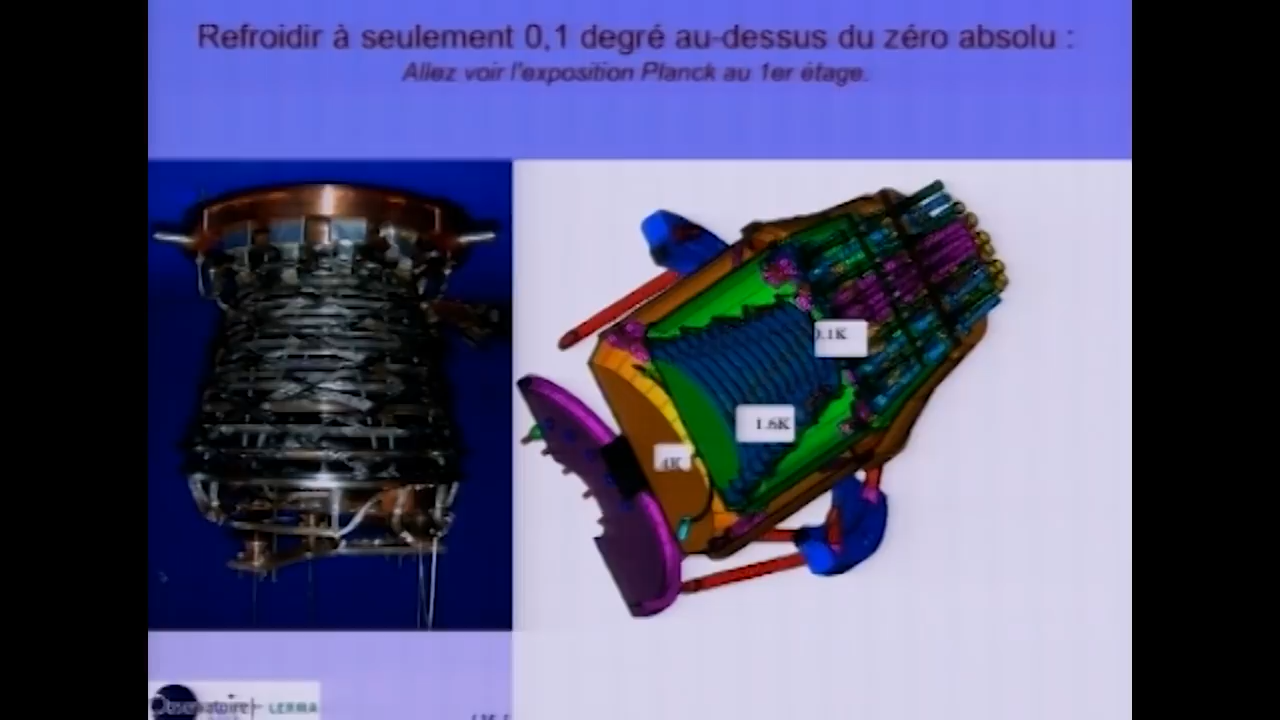 Refroidir à seulement 0,1 degré au-dessus du zéro absolu :
Allez voir l'exposition Planck au 1er étage.
0.1K
1.6K
4K
Observatoire LERMA